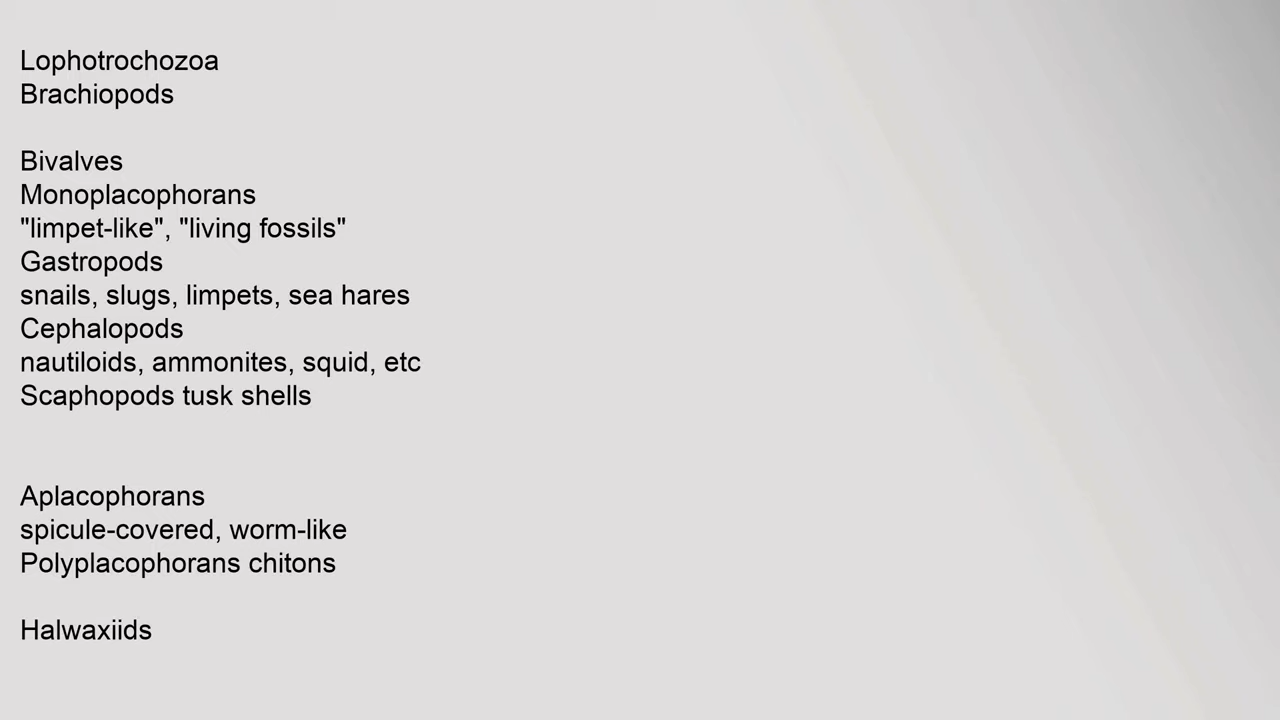 Lophotrochozoa
Brachiopods
Bivalves
Monoplacophorans
"limpet-like", "living fossils"
Gastropods
snails, slugs, limpets, sea hares
Cephalopods
nautiloids, ammonites, squid, etc
Scaphopods tusk shells
Aplacophorans
spicule-covered, worm-like
Polyplacophorans chitons
Halwaxiids